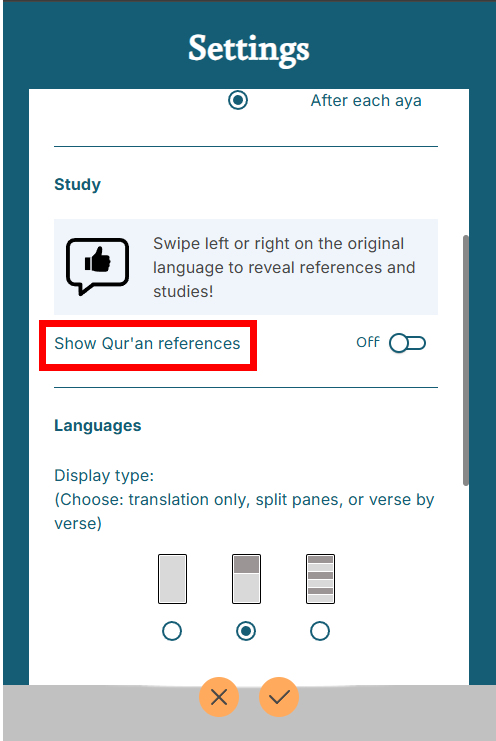 Settings
After each aya
Study
Swipe left or right on the original
language to reveal references and
studies!
Show Qur'an references
Off
Languages
Display type:
(Choose: translation only, split panes, or verse by
verse)